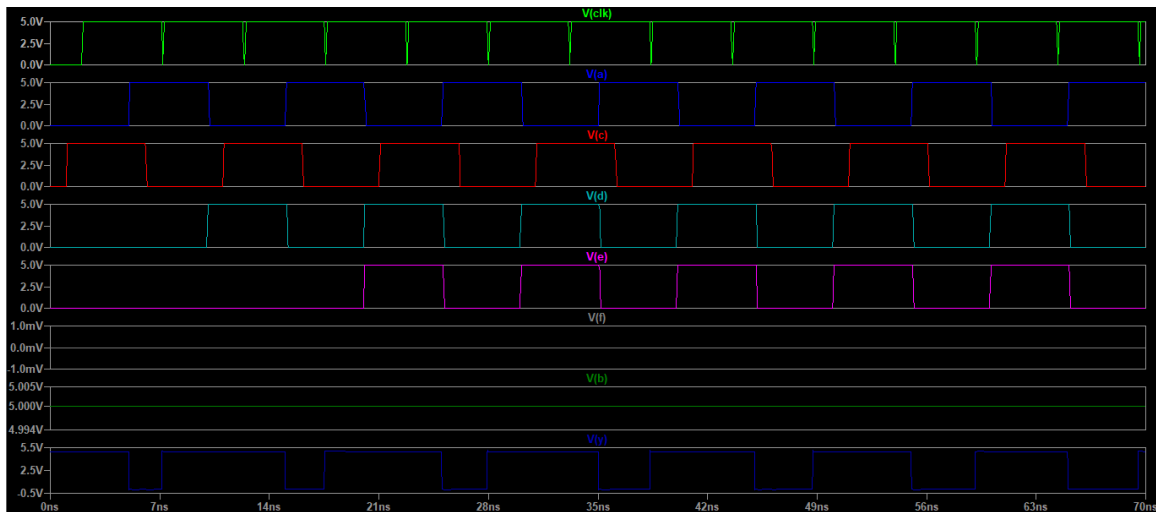 V(clk)
5.0V
2.5V
0.0V
V(a)
5.0V
2.5V
0.0V
V(c)
5.0V
2.5V
0.0V
V(d)
5.0V
2.5V
0.0V
V(e)
5.0V
2.5V
0.0V
V(f)
1.0mV
0.0mV
-1.0mV
V(b)
5.005V
5.000V
4.994V
V(y)
5.5V
2.5V
-0.5V
0ns 7ns 14ns 21ns 28ns 35ns 42ns 49ns 56ns 63ns 70ns